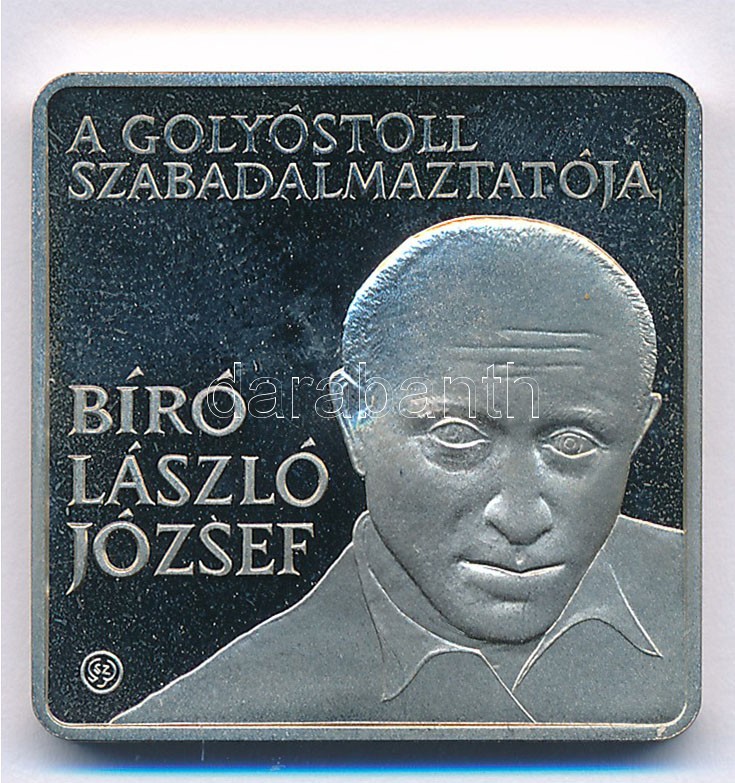 A GOLYÓSTOLL
SZABADALMAZTATÓJA,
BÍRÓ
LÁSZLÓ
JÓZSEF
darabanth